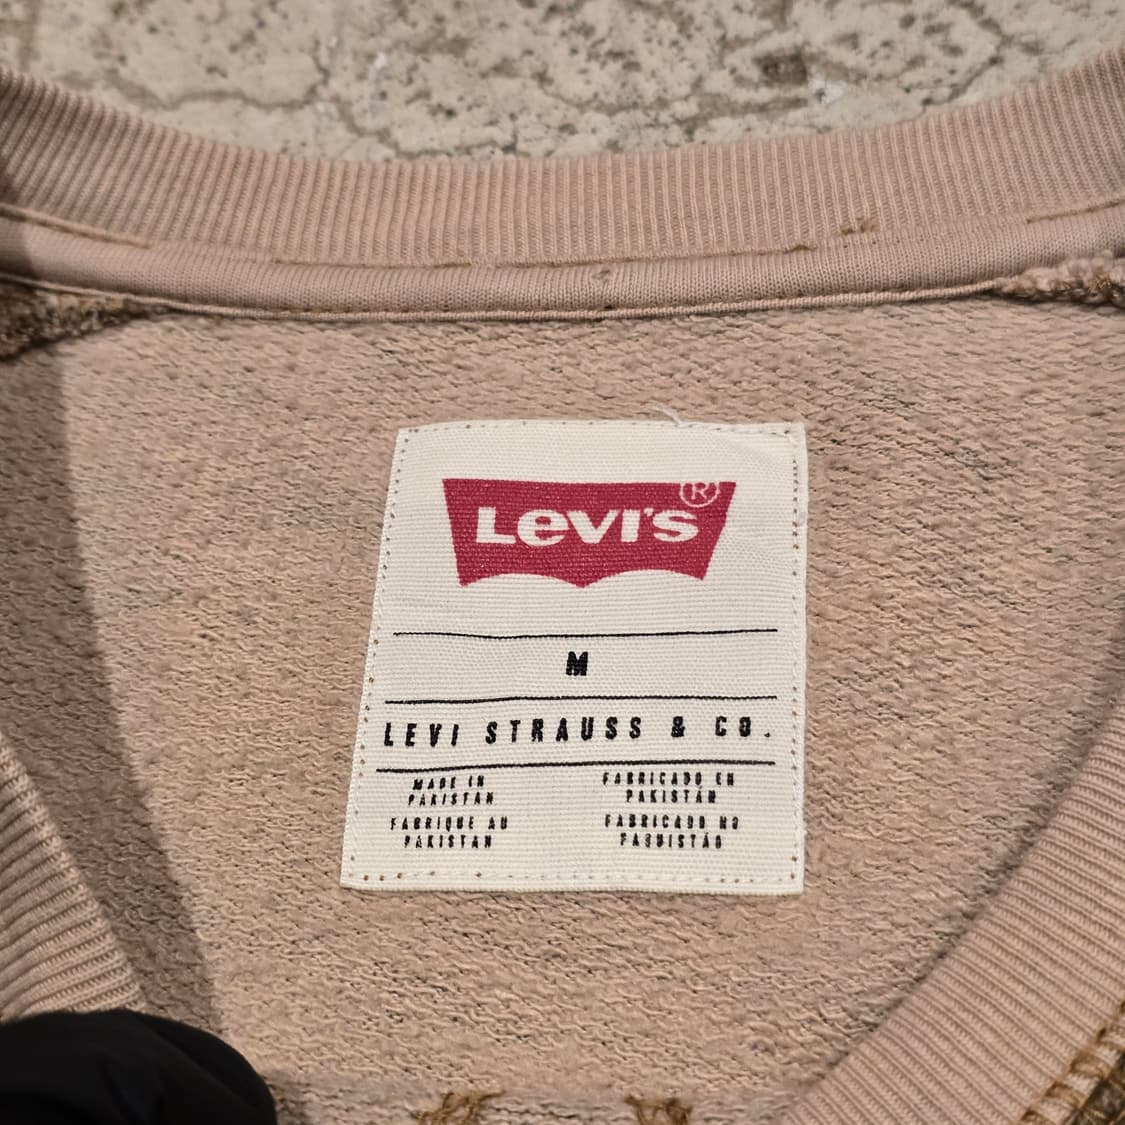 Levi's®
M
LEVI STRAUSS & CO.
MADE IN
PAKISTAN
FABRIQUE AU
PAKISTAN
FABRICADO EN
PAKISTÁN
FABRICADO NO
PAQUISTÃO